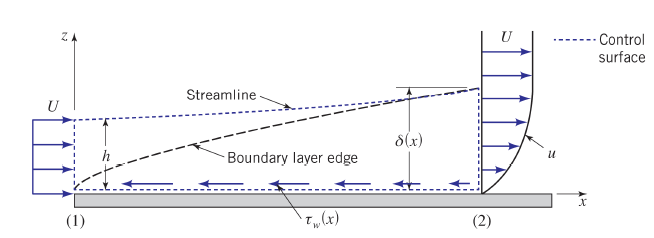 z
U
Control
surface
Streamline
U
h
δ(x)
u
Boundary layer edge
x
(1)
τw(x)
(2)